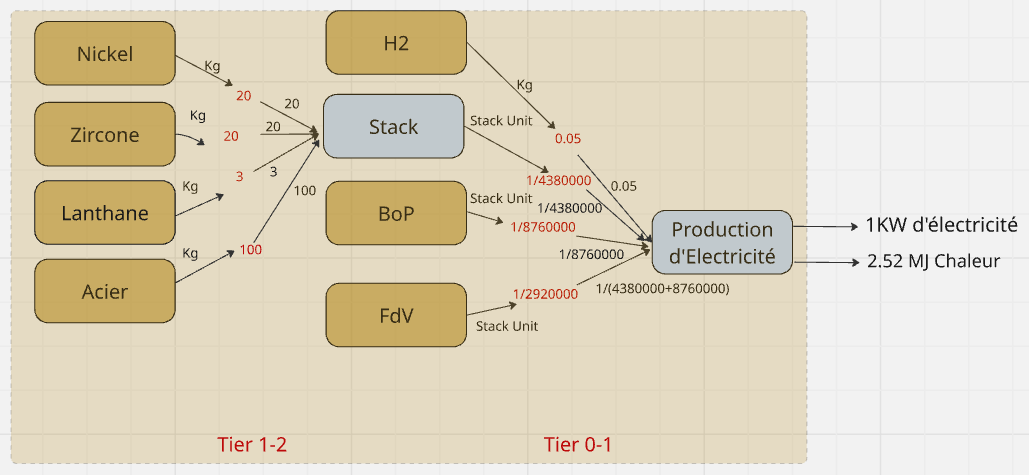 Nickel
Kg
20
20
Zircone
Kg
20
20
Lanthane
Kg
3
3
Acier
Kg
100
100
H2
Kg
0.05
0.05
Stack
Stack Unit
1/4380000
1/4380000
BoP
Stack Unit
1/8760000
1/8760000
FdV
Stack Unit
1/2920000
1/(4380000+8760000)
Production
d'Electricité
1KW d'électricité
2.52 MJ Chaleur
Tier 1-2
Tier 0-1